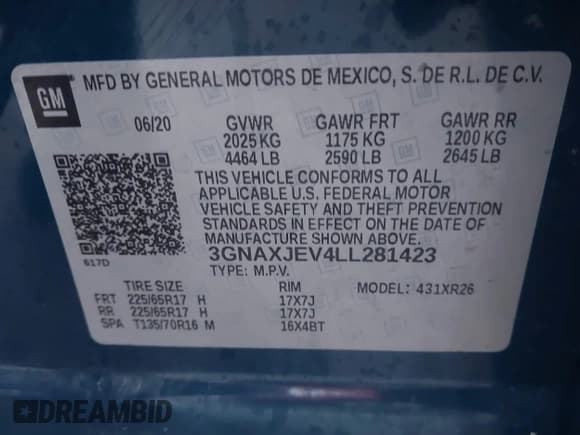 GM
MFD BY GENERAL MOTORS DE MEXICO, S. DE R.L. DE C.V.
06/20 GVWR GAWR FRT GAWR RR
2025 KG 1175 KG 1200 KG
4464 LB 2590 LB 2645 LB
THIS VEHICLE CONFORMS TO ALL
APPLICABLE U.S. FEDERAL MOTOR
VEHICLE SAFETY AND THEFT PREVENTION
STANDARDS IN EFFECT ON THE DATE OF
MANUFACTURE SHOWN ABOVE.
617D 3GNAXJEV4LL281423
TYPE: M.P.V.
TIRE SIZE RIM MODEL: 431XR26
FRT 225/65R17 H 17X7J
RR 225/65R17 H 17X7J
SPA T135/70R16 M 16X4BT
DREAMBID